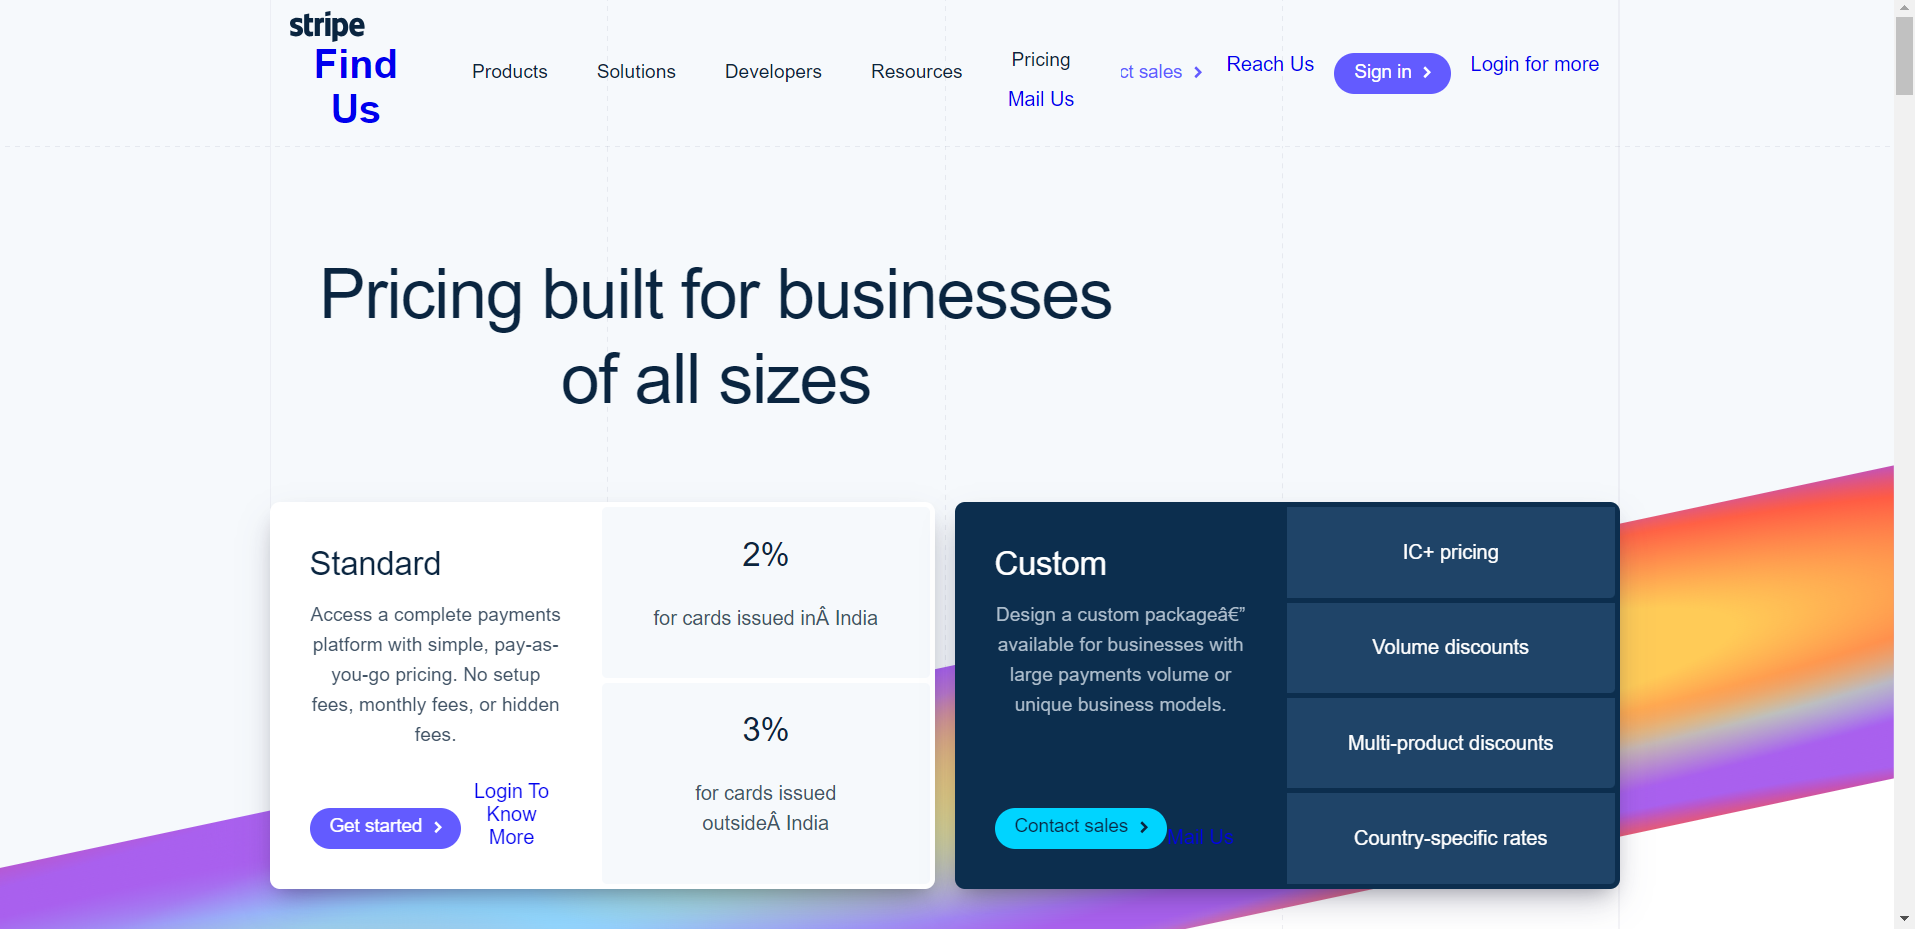 stripe
Find
Us
Products
Solutions
Developers
Resources
Pricing
Mail Us
ct sales
Reach Us
Sign in
Login for more
Pricing built for businesses
of all sizes
Standard
Access a complete payments
platform with simple, pay-as-
you-go pricing. No setup
fees, monthly fees, or hidden
fees.
Get started
Login To
Know
More
2%
for cards issued inÂ India
3%
for cards issued
outsideÂ India
Custom
Design a custom packageâ€”
available for businesses with
large payments volume or
unique business models.
Contact sales
Mail Us
IC+ pricing
Volume discounts
Multi-product discounts
Country-specific rates